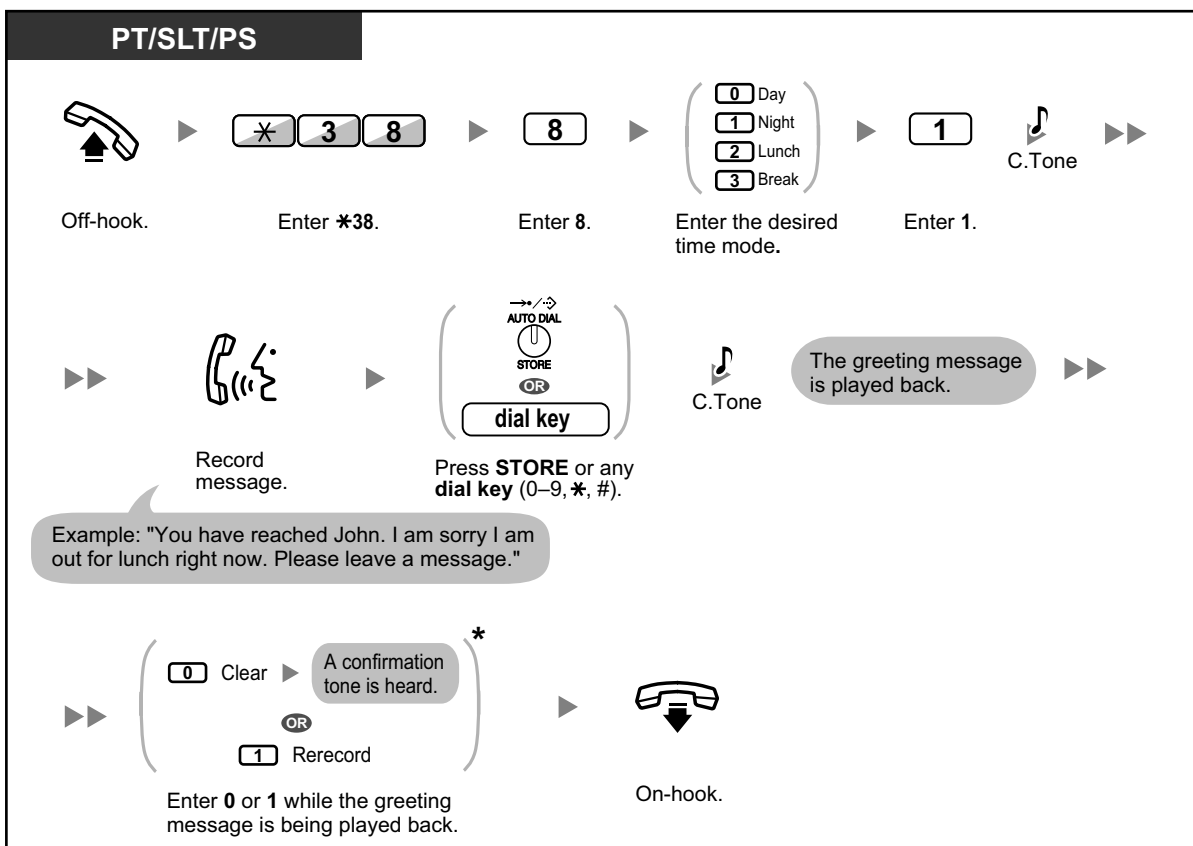 PT/SLT/PS
0 Day
1 Night
2 Lunch
3 Break
* 3 8
8
1
C.Tone
Off-hook.
Enter *38.
Enter 8.
Enter the desired
time mode.
Enter 1.
AUTO DIAL
STORE
OR
dial key
C.Tone
The greeting message
is played back.
Record
message.
Press STORE or any
dial key (0–9, *, #).
Example: "You have reached John. I am sorry I am
out for lunch right now. Please leave a message."
*
0 Clear
A confirmation
tone is heard.
OR
1 Rerecord
Enter 0 or 1 while the greeting
message is being played back.
On-hook.